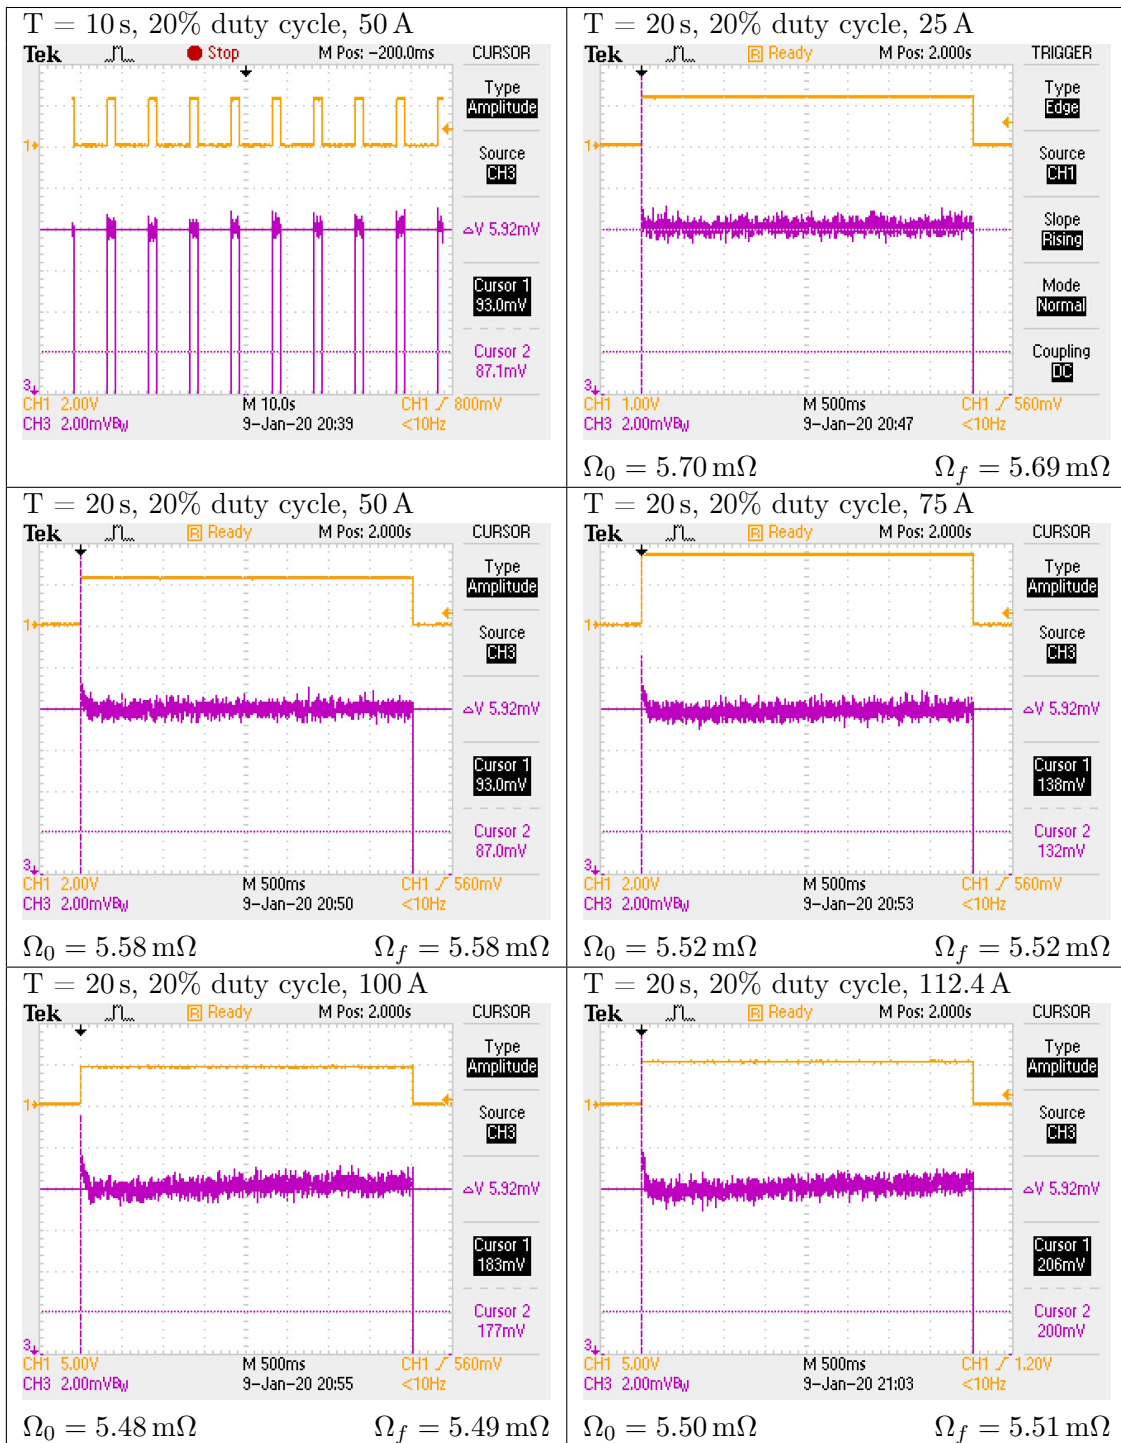 T = 10 s, 20% duty cycle, 50 A
Tek Stop M Pos: -200.0ms CURSOR
Type
Amplitude
1
Source
CH3
△V 5.92mV
Cursor 1
93.0mV
Cursor 2
87.1mV
3
CH1 2.00V M 10.0s CH1 800mV
CH3 2.00mVBW 9-Jan-20 20:39 <10Hz
T = 20 s, 20% duty cycle, 25 A
Tek R Ready M Pos: 2.000s TRIGGER
Type
Edge
1
Source
CH1
Slope
Rising
Mode
Normal
Coupling
DC
3
CH1 1.00V M 500ms CH1 560mV
CH3 2.00mVBW 9-Jan-20 20:47 <10Hz
Ω0 = 5.70 mΩ Ωf = 5.69 mΩ
T = 20 s, 20% duty cycle, 50 A
Tek R Ready M Pos: 2.000s CURSOR
Type
Amplitude
1
Source
CH3
△V 5.92mV
Cursor 1
93.0mV
Cursor 2
87.0mV
3
CH1 2.00V M 500ms CH1 560mV
CH3 2.00mVBW 9-Jan-20 20:50 <10Hz
Ω0 = 5.58 mΩ Ωf = 5.58 mΩ
T = 20 s, 20% duty cycle, 75 A
Tek R Ready M Pos: 2.000s CURSOR
Type
Amplitude
1
Source
CH3
△V 5.92mV
Cursor 1
138mV
Cursor 2
132mV
3
CH1 2.00V M 500ms CH1 560mV
CH3 2.00mVBW 9-Jan-20 20:53 <10Hz
Ω0 = 5.52 mΩ Ωf = 5.52 mΩ
T = 20 s, 20% duty cycle, 100 A
Tek R Ready M Pos: 2.000s CURSOR
Type
Amplitude
1
Source
CH3
△V 5.92mV
Cursor 1
183mV
Cursor 2
177mV
3
CH1 5.00V M 500ms CH1 560mV
CH3 2.00mVBW 9-Jan-20 20:55 <10Hz
Ω0 = 5.48 mΩ Ωf = 5.49 mΩ
T = 20 s, 20% duty cycle, 112.4 A
Tek R Ready M Pos: 2.000s CURSOR
Type
Amplitude
1
Source
CH3
△V 5.92mV
Cursor 1
206mV
Cursor 2
200mV
3
CH1 5.00V M 500ms CH1 1.20V
CH3 2.00mVBW 9-Jan-20 21:03 <10Hz
Ω0 = 5.50 mΩ Ωf = 5.51 mΩ